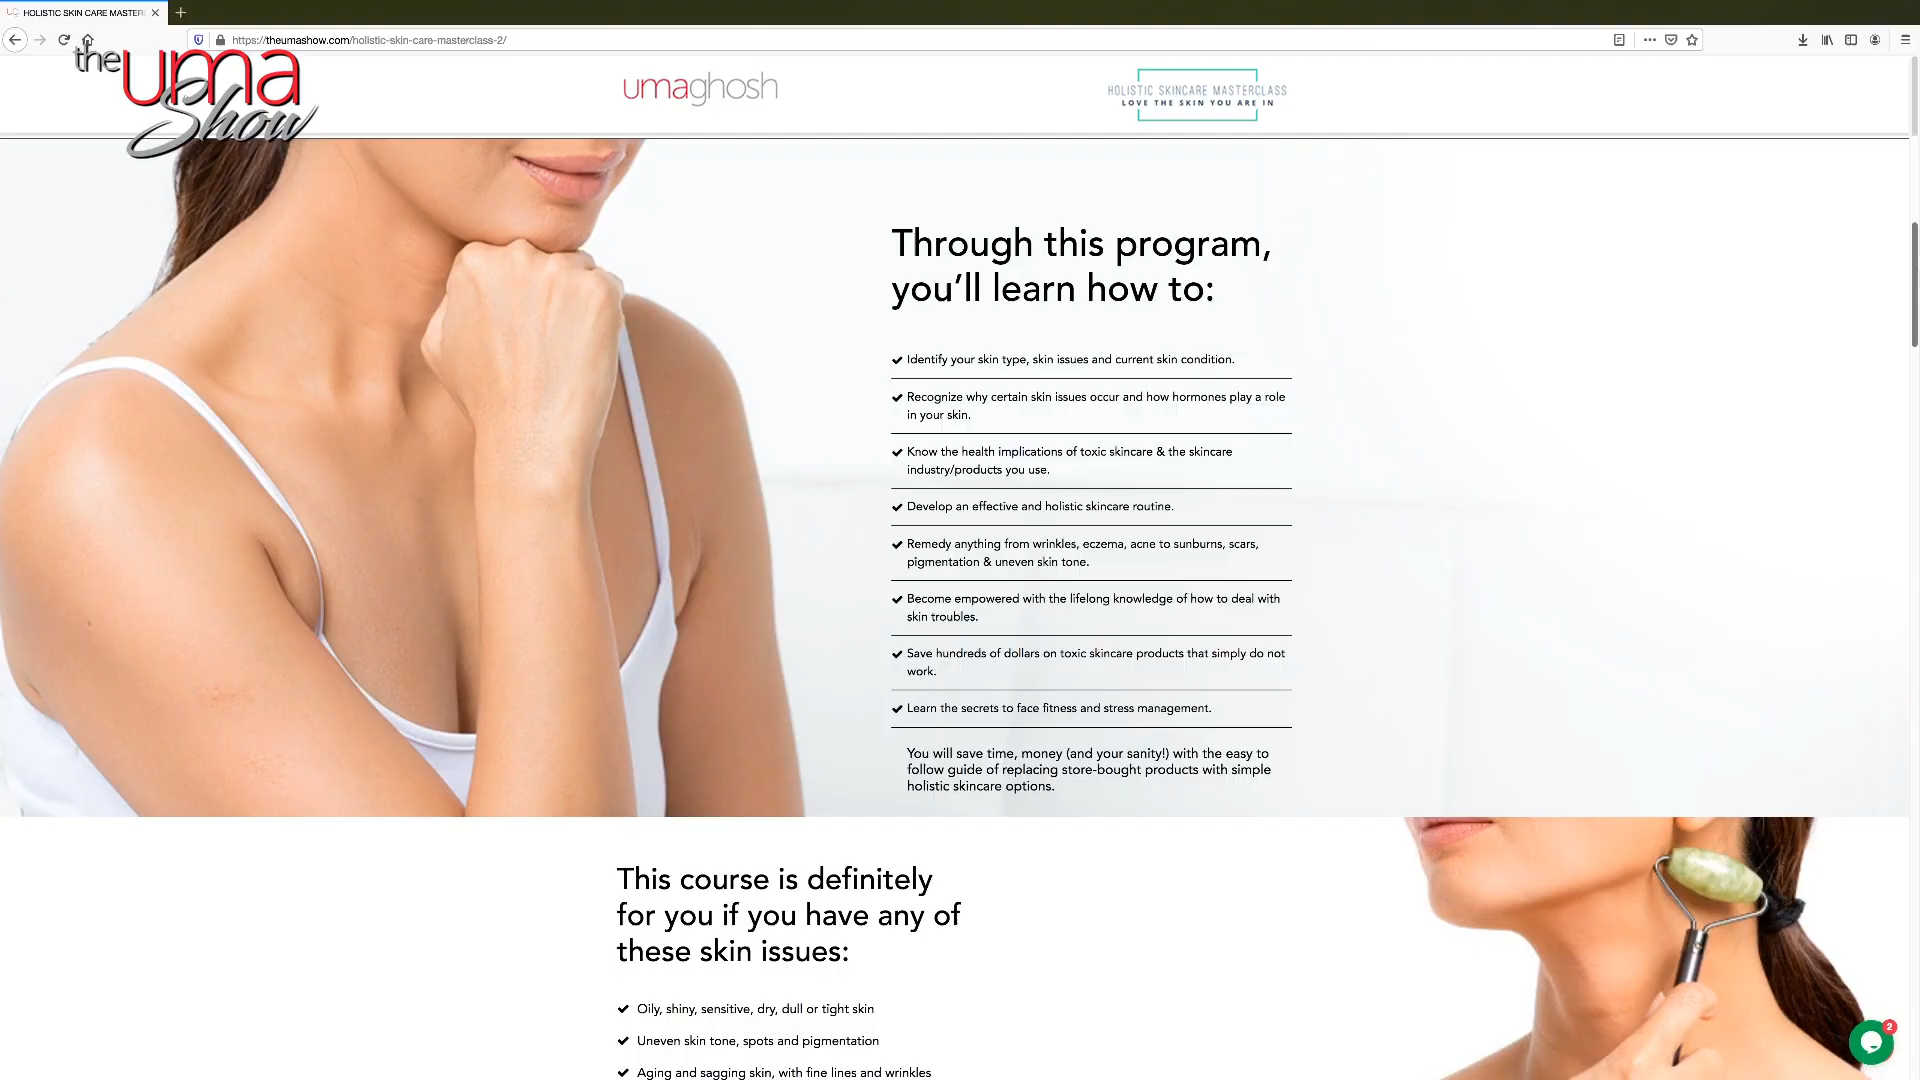 HOLISTIC SKIN CARE MASTER
https://theumashow.com/holistic-skin-care-masterclass-2/
the uma Show
umaghosh
HOLISTIC SKINCARE MASTERCLASS
LOVE THE SKIN YOU ARE IN
Through this program,
you’ll learn how to:
Identify your skin type, skin issues and current skin condition.
Recognize why certain skin issues occur and how hormones play a role
in your skin.
Know the health implications of toxic skincare & the skincare
industry/products you use.
Develop an effective and holistic skincare routine.
Remedy anything from wrinkles, eczema, acne to sunburns, scars,
pigmentation & uneven skin tone.
Become empowered with the lifelong knowledge of how to deal with
skin troubles.
Save hundreds of dollars on toxic skincare products that simply do not
work.
Learn the secrets to face fitness and stress management.
You will save time, money (and your sanity!) with the easy to
follow guide of replacing store-bought products with simple
holistic skincare options.
This course is definitely
for you if you have any of
these skin issues:
Oily, shiny, sensitive, dry, dull or tight skin
Uneven skin tone, spots and pigmentation
Aging and sagging skin, with fine lines and wrinkles
2